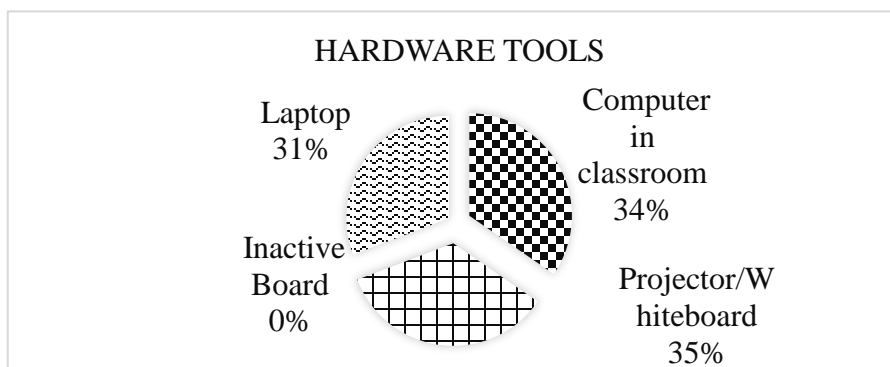 HARDWARE TOOLS
Laptop
31%
Computer
in
classroom
34%
Inactive
Board
0%
Projector/W
hiteboard
35%